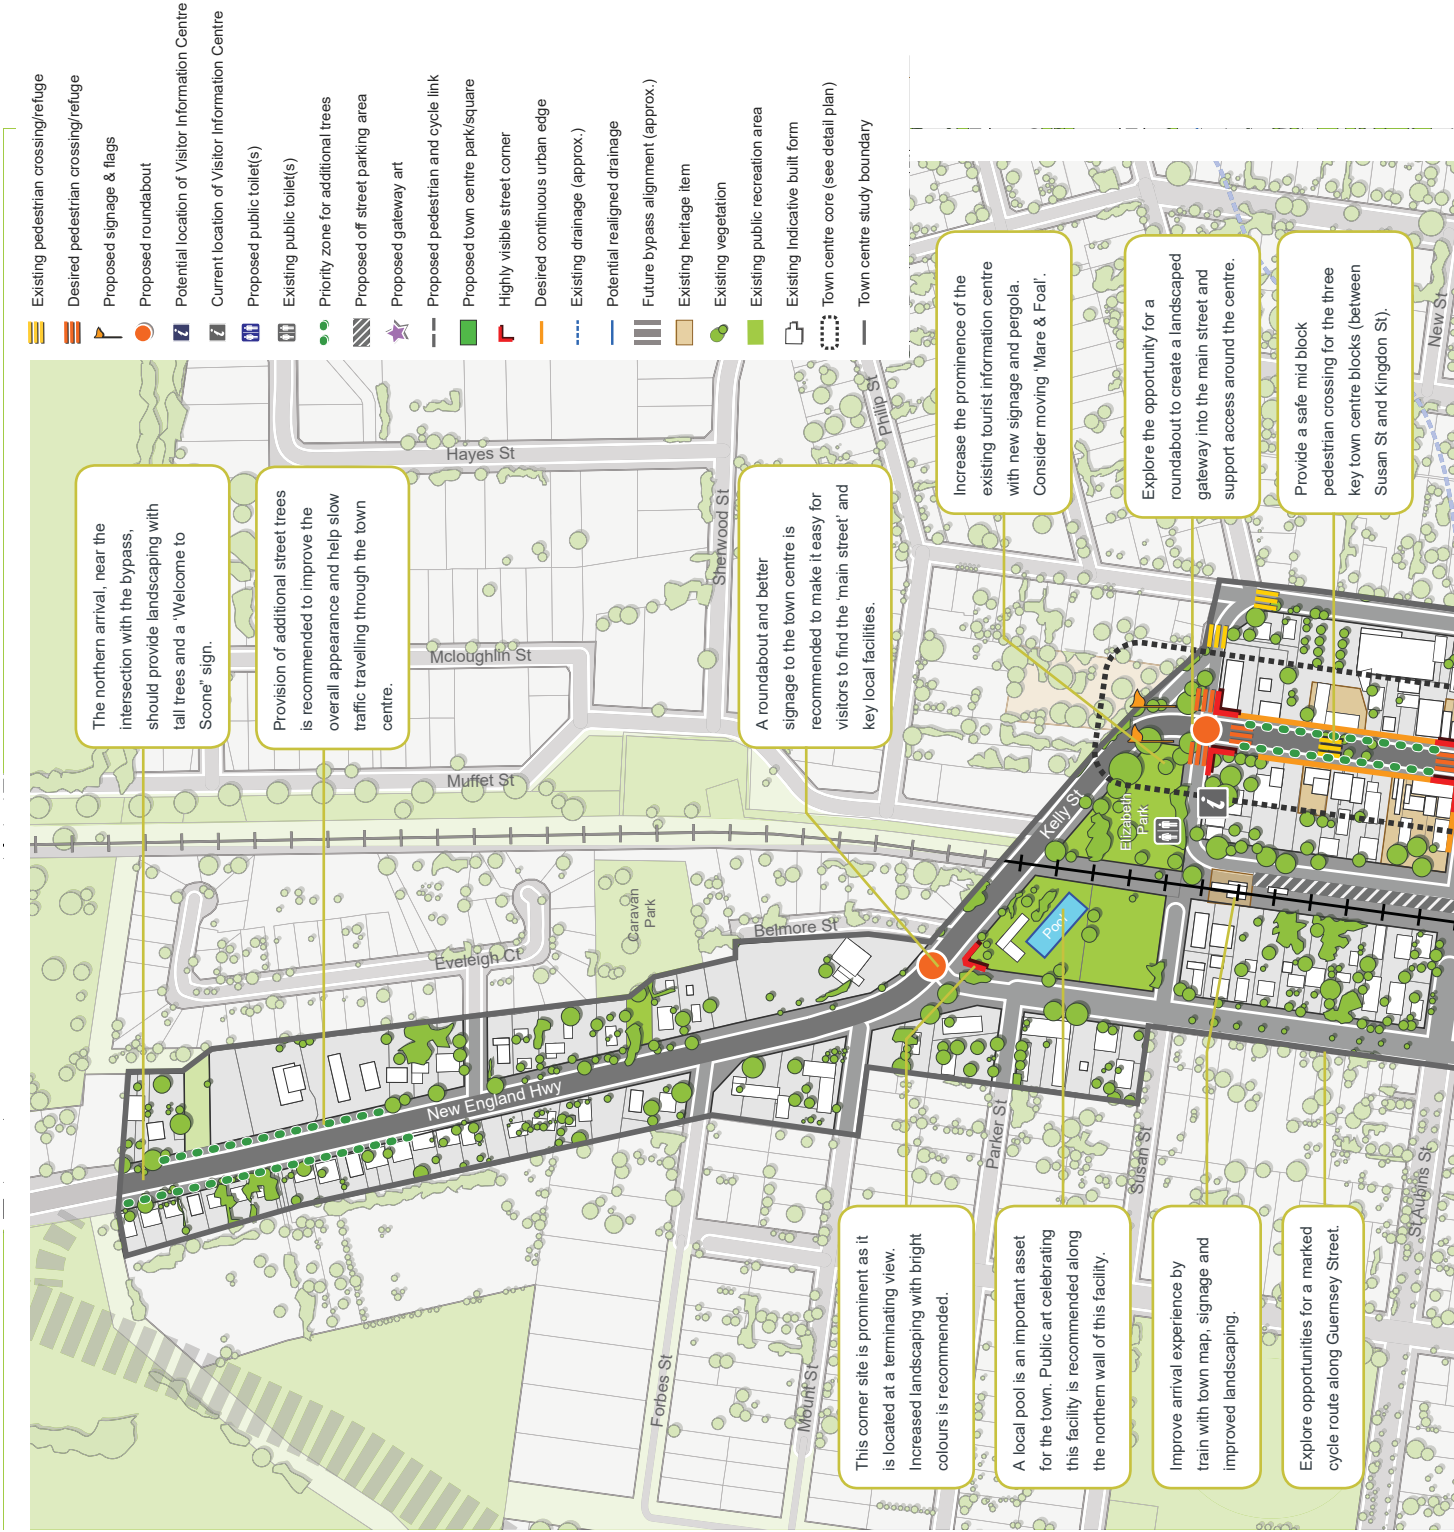 Existing pedestrian crossing/refuge
Desired pedestrian crossing/refuge
Proposed signage & flags
Proposed roundabout
Potential location of Visitor Information Centre
Current location of Visitor Information Centre
Proposed public toilet(s)
Existing public toilet(s)
Priority zone for additional trees
Proposed off street parking area
Proposed gateway art
Proposed pedestrian and cycle link
Proposed town centre park/square
Highly visible street corner
Desired continuous urban edge
Existing drainage (approx.)
Potential realigned drainage
Future bypass alignment (approx.)
Existing heritage item
Existing vegetation
Existing public recreation area
Existing Indicative built form
Town centre core (see detail plan)
Town centre study boundary
The northern arrival, near the
intersection with the bypass,
should provide landscaping with
tall trees and a 'Welcome to
Scone" sign.
Provision of additional street trees
is recommended to improve the
overall appearance and help slow
traffic travelling through the town
centre.
A roundabout and better
signage to the town centre is
recommended to make it easy for
visitors to find the 'main street' and
key local facilities.
Increase the prominence of the
existing tourist information centre
with new signage and pergola.
Consider moving 'Mare & Foal'.
Explore the opportunity for a
roundabout to create a landscaped
gateway into the main street and
support access around the centre.
Provide a safe mid block
pedestrian crossing for the three
key town centre blocks (between
Susan St and Kingdon St).
This corner site is prominent as it
is located at a terminating view.
Increased landscaping with bright
colours is recommended.
A local pool is an important asset
for the town. Public art celebrating
this facility is recommended along
the northern wall of this facility.
Improve arrival experience by
train with town map, signage and
improved landscaping.
Explore opportunities for a marked
cycle route along Guernsey Street.
Hayes St
Mcloughlin St
Muffet St
Sherwood St
Philip St
New St
Kelly St
Elizabeth
Park
Pool
Caravan
Park
Belmore St
Eveleigh Ct
New England Hwy
Parker St
Susan St
St Aubins St
Forbes St
Mount St
i